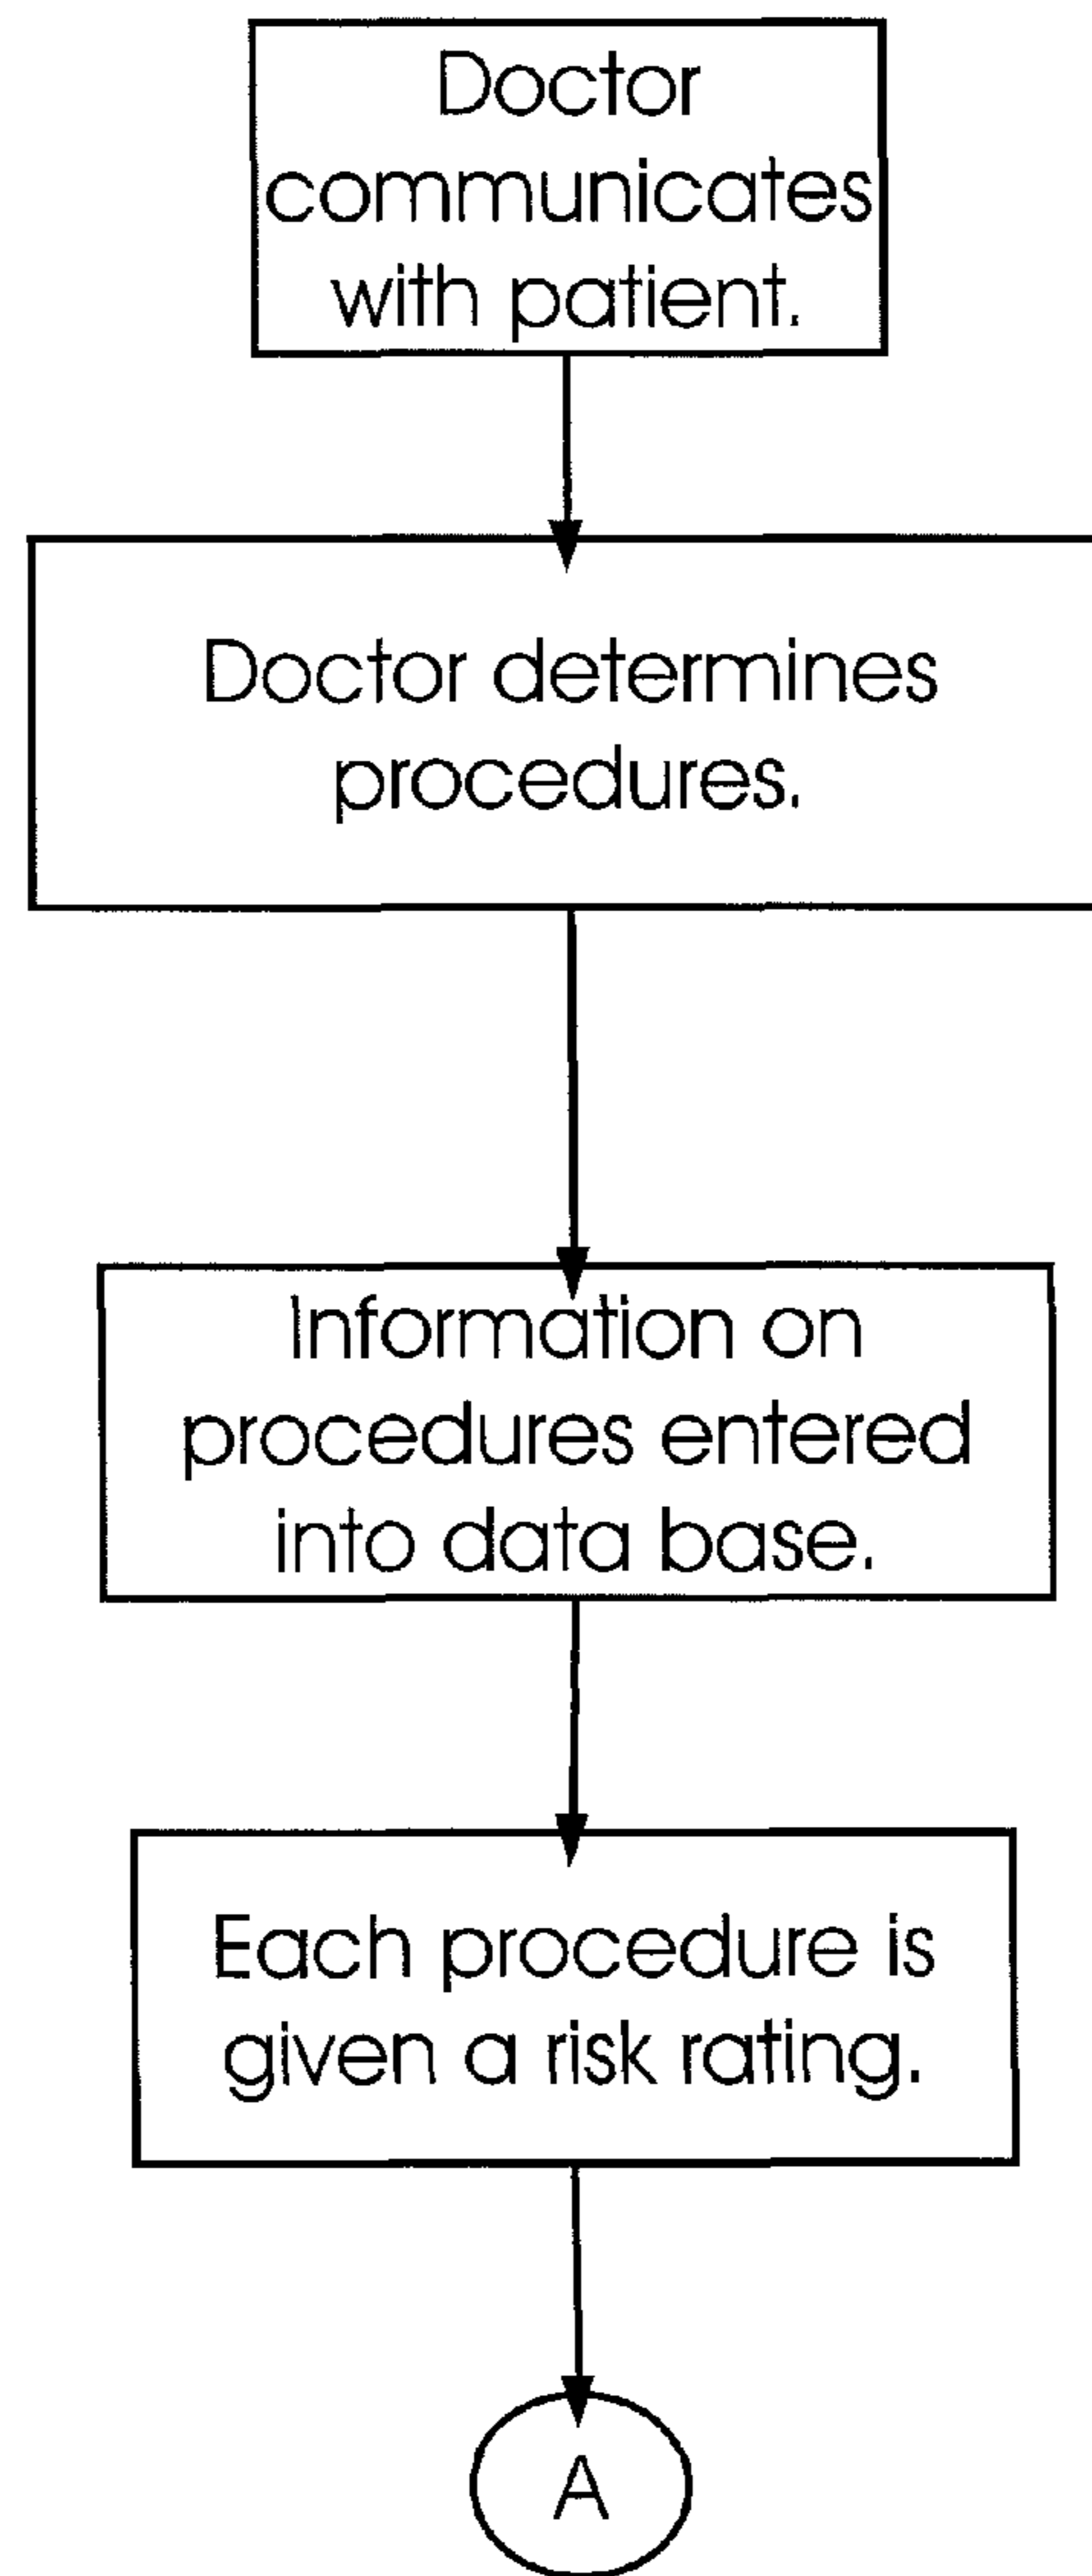 Doctor
communicates
with patient.
Doctor determines
procedures.
Information on
procedures entered
into data base.
Each procedure is
given a risk rating.
A